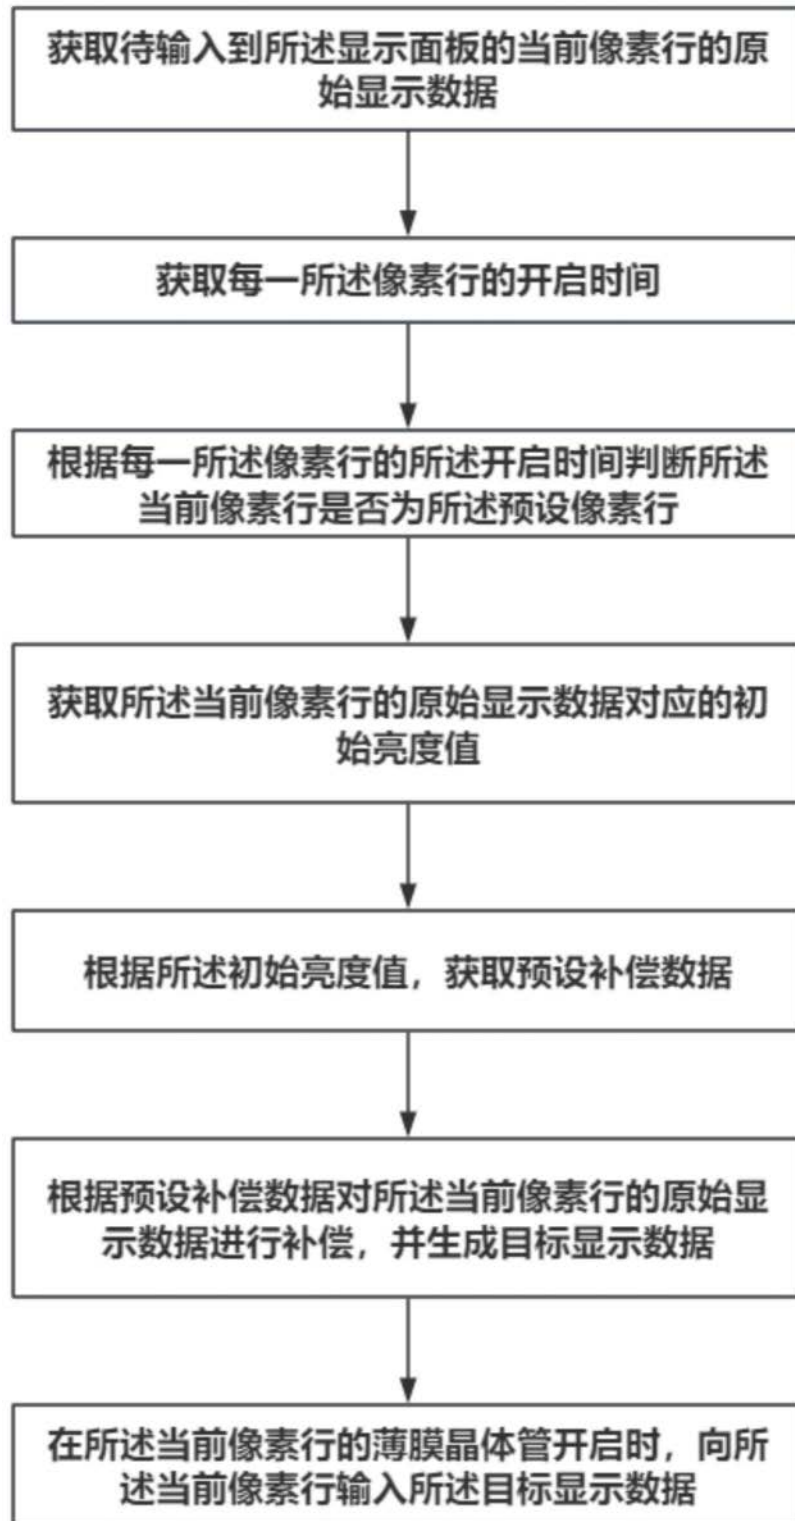 获取待输入到所述显示面板的当前像素行的原
始显示数据
获取每一所述像素行的开启时间
根据每一所述像素行的所述开启时间判断所述
当前像素行是否为所述预设像素行
获取所述当前像素行的原始显示数据对应的初
始亮度值
根据所述初始亮度值，获取预设补偿数据
根据预设补偿数据对所述当前像素行的原始显
示数据进行补偿，并生成目标显示数据
在所述当前像素行的薄膜晶体管开启时，向所
述当前像素行输入所述目标显示数据